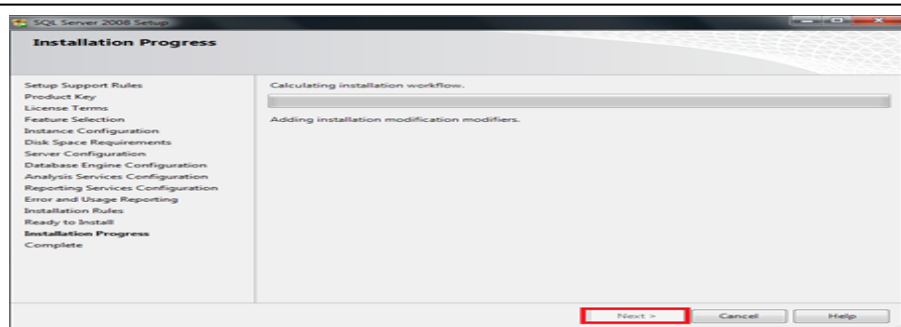 SQL Server 2008 Setup
Installation Progress
Setup Support Rules
Product Key
License Terms
Feature Selection
Instance Configuration
Disk Space Requirements
Server Configuration
Database Engine Configuration
Analysis Services Configuration
Reporting Services Configuration
Error and Usage Reporting
Installation Rules
Ready to Install
Installation Progress
Complete
Calculating installation workflow.
Adding installation modification modifiers.
Next >
Cancel
Help